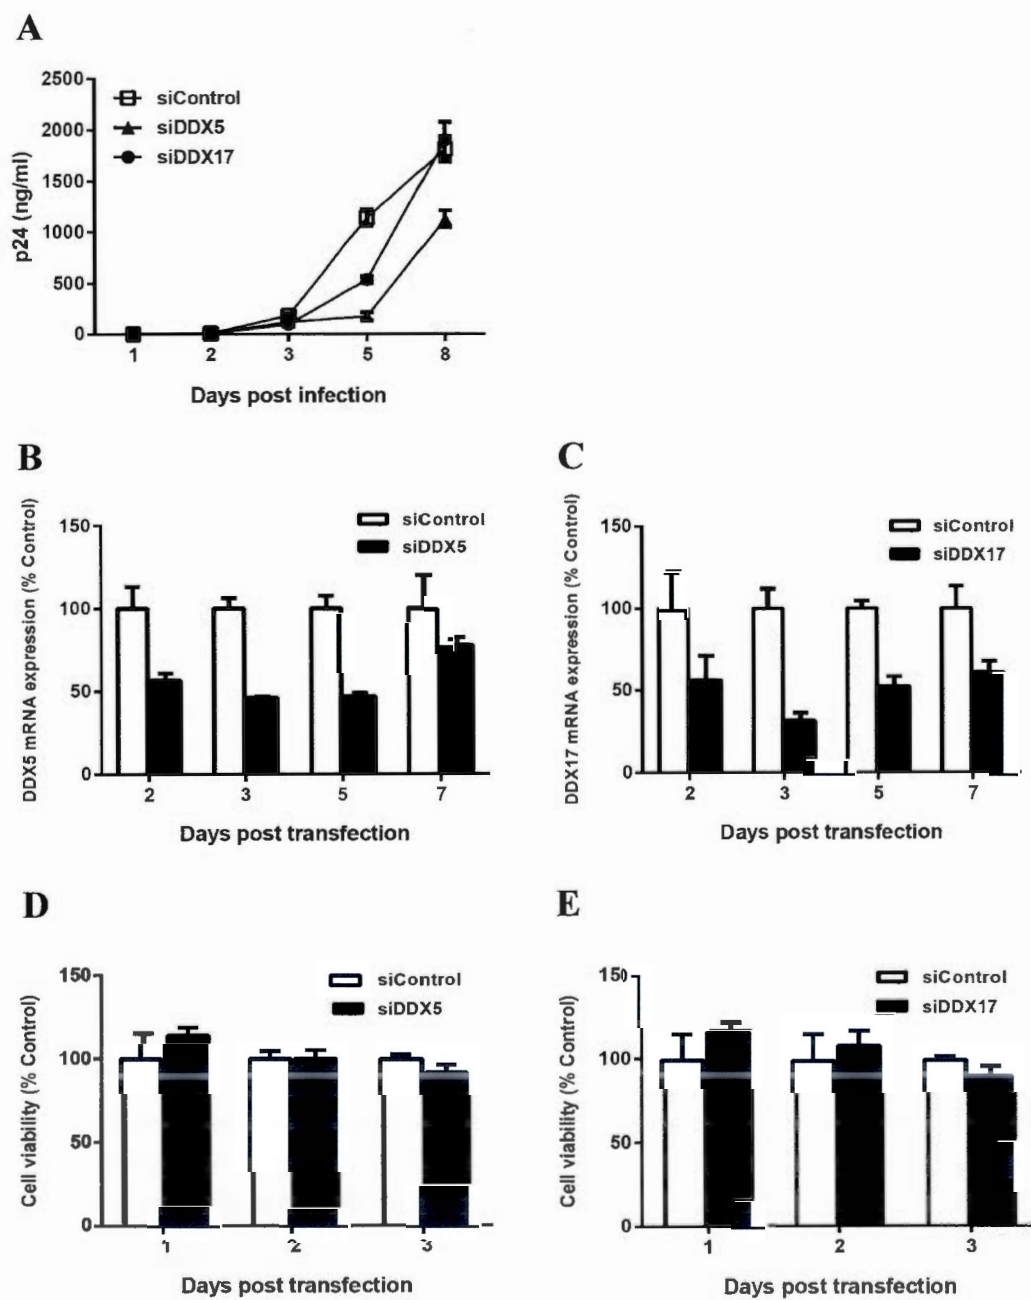 A
2500
2000
1500
1000
500
0
p24 (ng/ml)
siControl
siDDX5
siDDX17
1 2 3 5 8
Days post infection
B
DDX5 mRNA expression (% Control)
150
100
50
0
siControl
siDDX5
2 3 5 7
Days post transfection
C
DDX17 mRNA expression (% Control)
150
100
50
0
siControl
siDDX17
2 3 5 7
Days post transfection
D
Cell viability (% Control)
150
100
50
0
siControl
siDDX5
1 2 3
Days post transfection
E
Cell viability (% Control)
150
100
50
0
siControl
siDDX17
1 2 3
Days post transfection